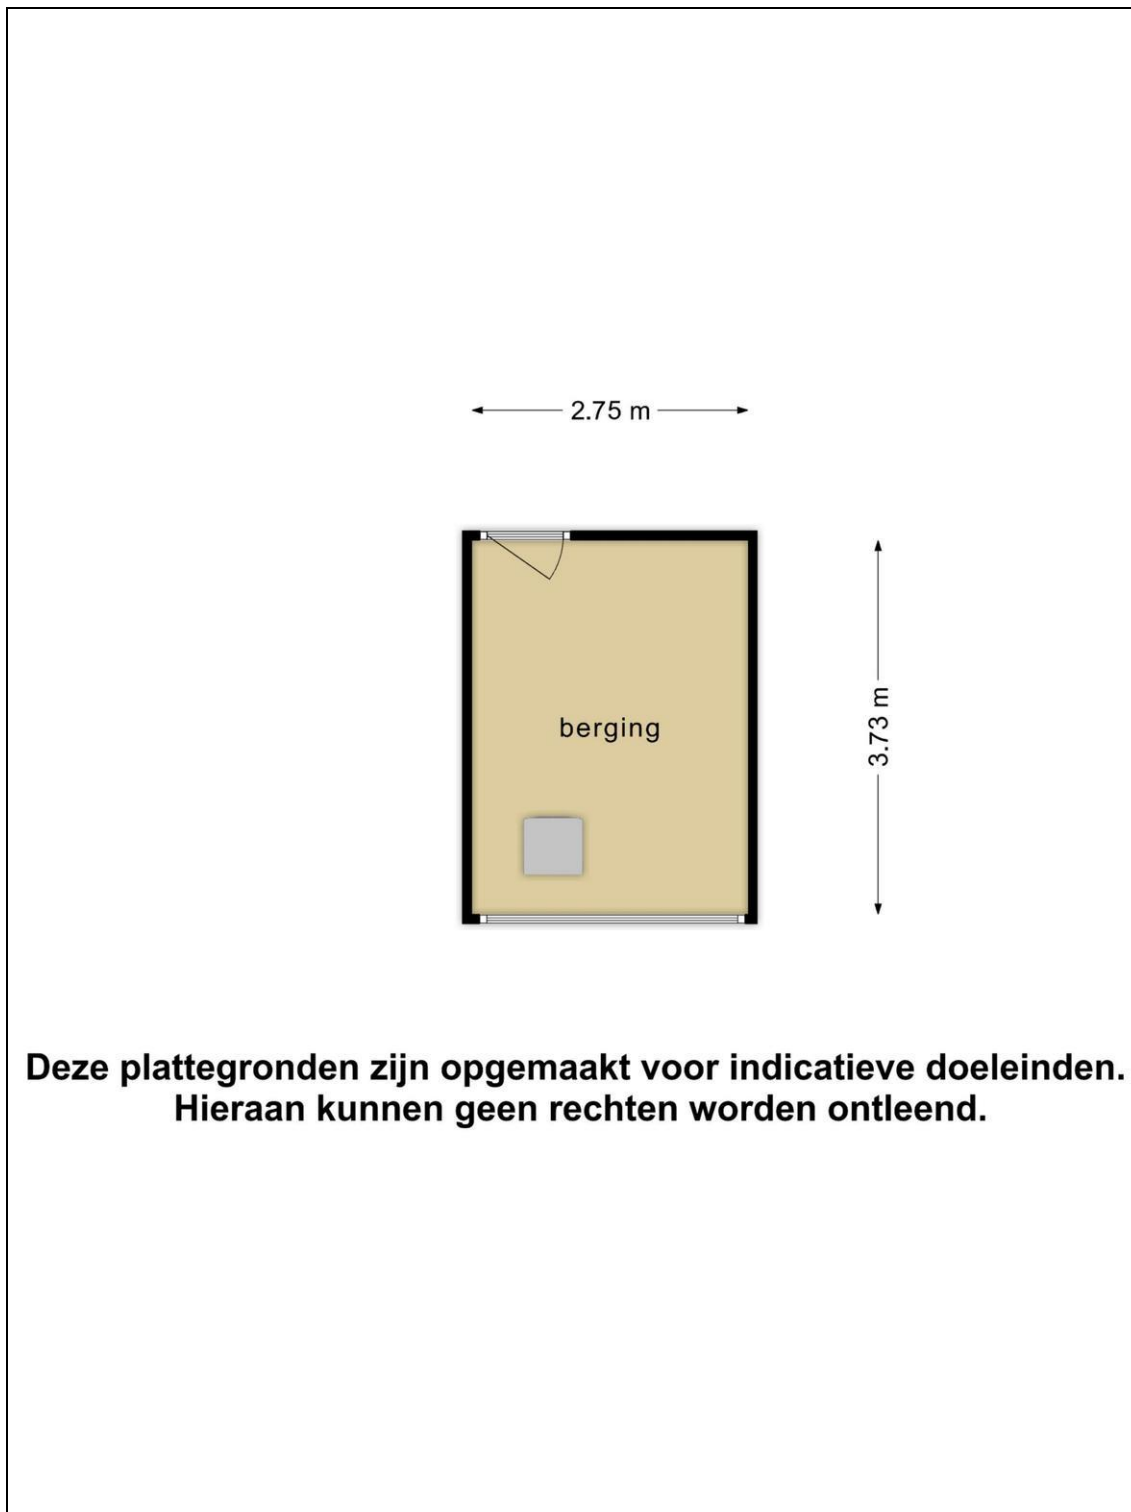 2.75 m
3.73 m
berging
Deze plattegronden zijn opgemaakt voor indicatieve doeleinden.
Hieraan kunnen geen rechten worden ontleend.